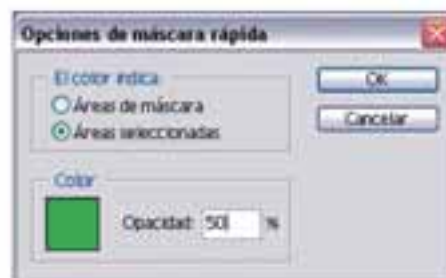 Opciones de máscara rápida
El color indica
Áreas de máscara
Áreas seleccionadas
OK
Cancelar
Color
Opacidad: 50 %